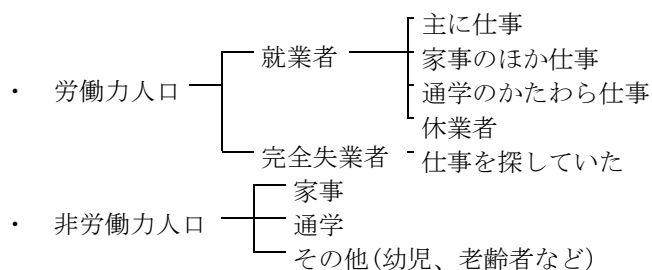 主に仕事
就業者
家事のほか仕事
・ 労働力人口
通学のかたわら仕事
休業者
完全失業者
仕事を探していた
家事
・ 非労働力人口
通学
その他(幼児、老齢者など)